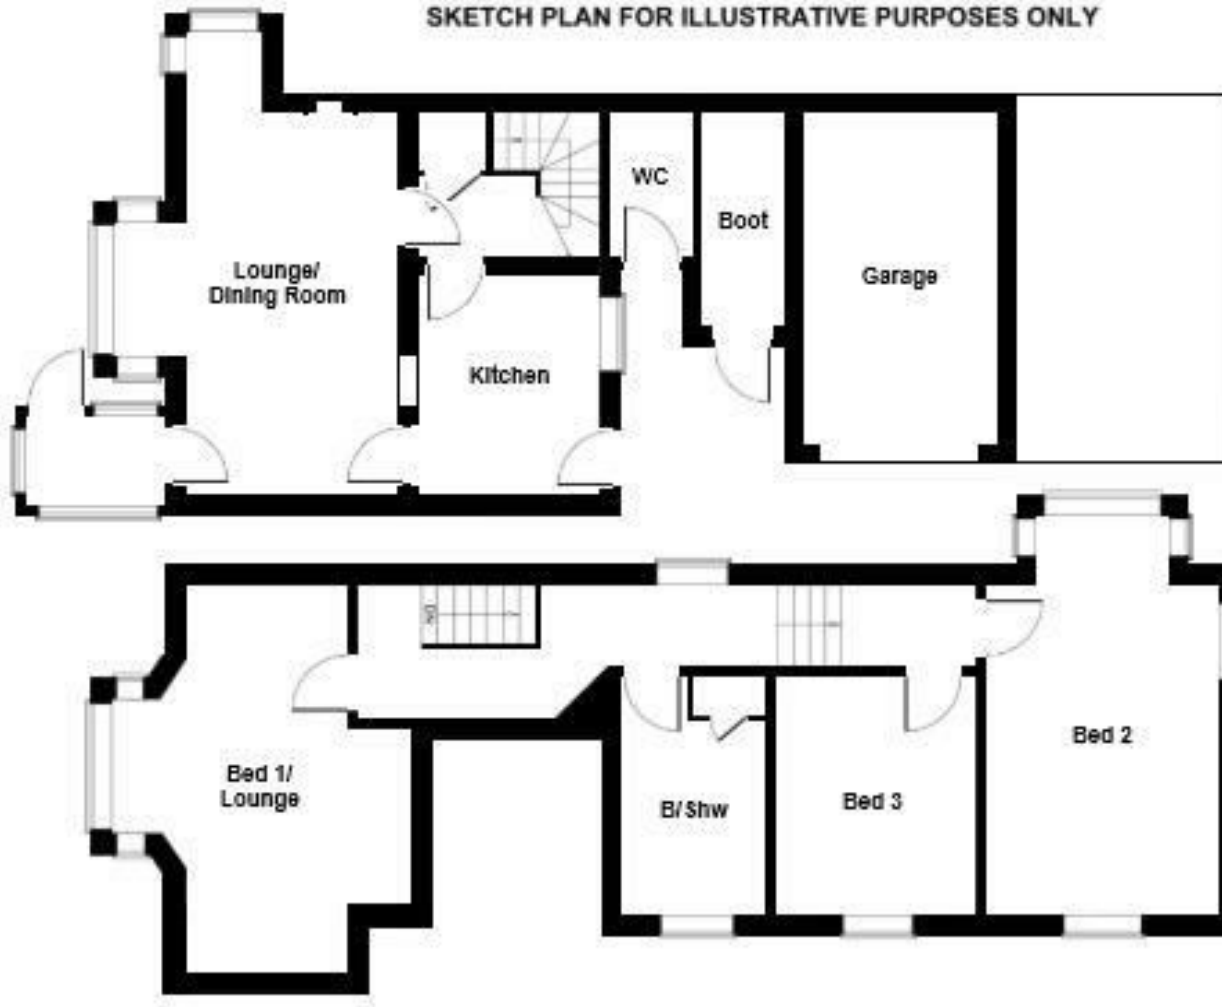 SKETCH PLAN FOR ILLUSTRATIVE PURPOSES ONLY
WC
Boot
Lounge/
Dining Room
Garage
Kitchen
DN
Bed 2
Bed 1/
Lounge
B/Shw
Bed 3